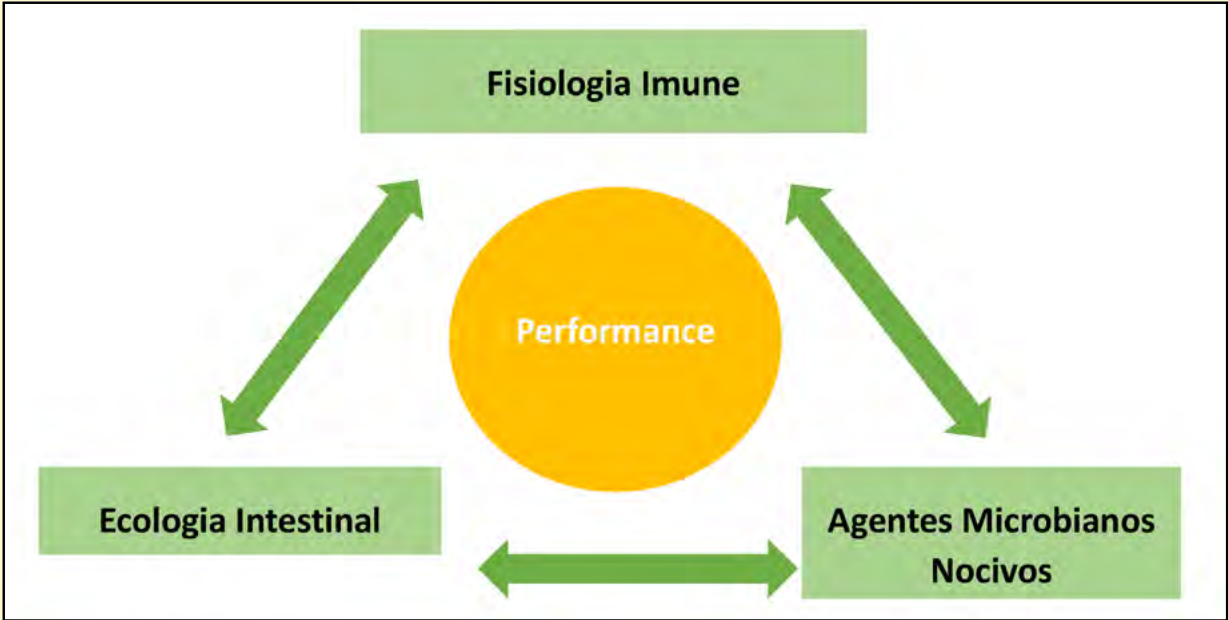 Fisiologia Imune
Performance
Ecologia Intestinal
Agentes Microbianos
Nocivos